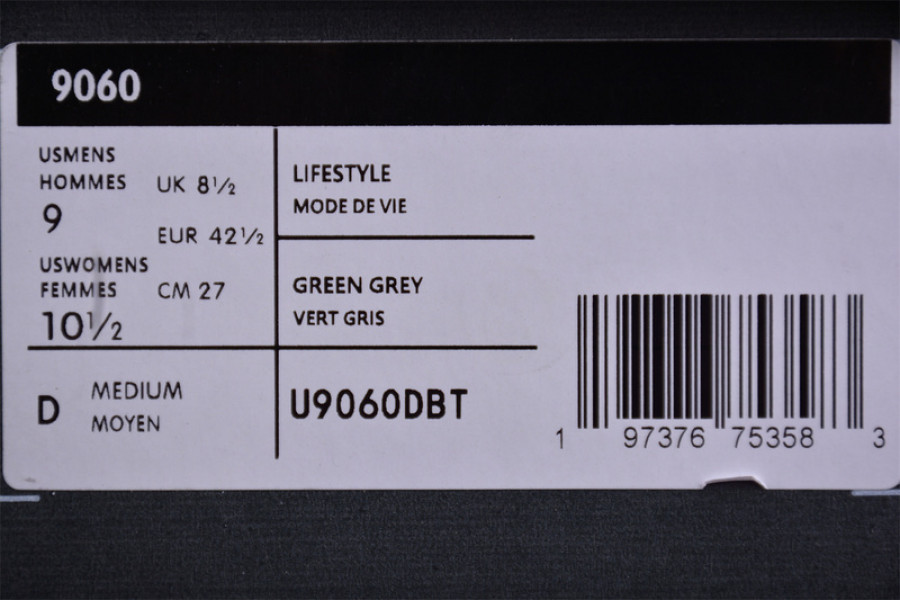 9060
USMENS
HOMMES
9
UK 8½
EUR 42½
USWOMENS
FEMMES
10½
CM 27
LIFESTYLE
MODE DE VIE
GREEN GREY
VERT GRIS
D
MEDIUM
MOYEN
U9060DBT
1 97376 75358 3